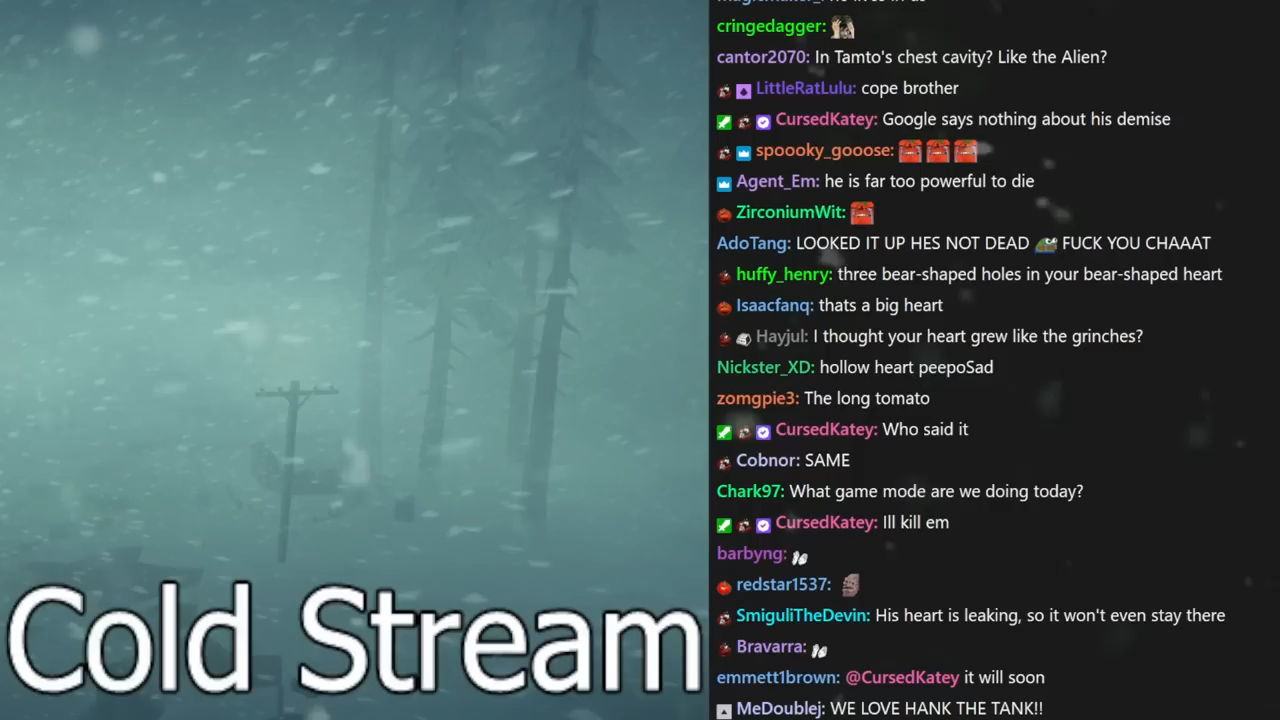 cringedagger:
cantor2070: In Tamto's chest cavity? Like the Alien?
LittleRatLulu: cope brother
CursedKatey: Google says nothing about his demise
spoooky_gooose:
Agent_Em: he is far too powerful to die
ZirconiumWit:
AdoTang: LOOKED IT UP HES NOT DEAD FUCK YOU CHAAAT
huffy_henry: three bear-shaped holes in your bear-shaped heart
Isaacfanq: thats a big heart
Hayjul: I thought your heart grew like the grinches?
Nickster_XD: hollow heart peepoSad
zomgpie3: The long tomato
CursedKatey: Who said it
Cobnor: SAME
Chark97: What game mode are we doing today?
CursedKatey: Ill kill em
barbyng:
redstar1537:
SmiguliTheDevin: His heart is leaking, so it won't even stay there
Bravarra:
emmett1brown: @CursedKatey it will soon
MeDoublej: WE LOVE HANK THE TANK!!
Cold Stream